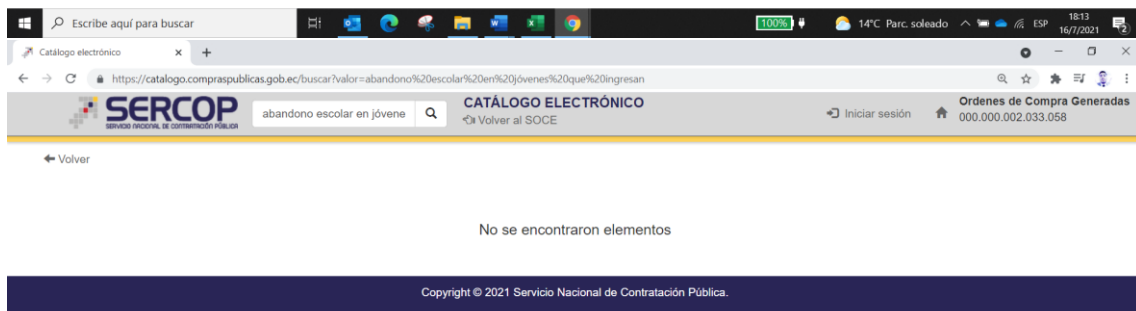 Escribe aquí para buscar
100%
14°C Parc. soleado
ESP
18:13
16/7/2021
2
Catálogo electrónico
https://catalogo.compraspublicas.gob.ec/buscar?valor=abandono%20escolar%20en%20jóvenes%20que%20ingresan
SERCOP
SERVICIO NACIONAL DE CONTRATACIÓN PÚBLICA
abandono escolar en jóvene
CATÁLOGO ELECTRÓNICO
Volver al SOCE
Iniciar sesión
Ordenes de Compra Generadas
000.000.002.033.058
Volver
No se encontraron elementos
Copyright © 2021 Servicio Nacional de Contratación Pública.